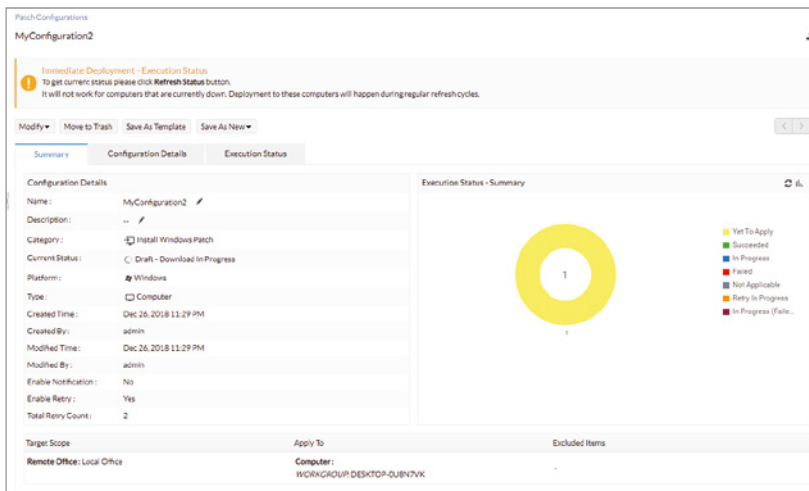 Patch Configurations
MyConfiguration2
Immediate Deployment - Execution Status
To get current status please click Refresh Status button.
It will not work for computers that are currently down. Deployment to these computers will happen during regular refresh cycles.
Modify Move to Trash Save As Template Save As New
Summary Configuration Details Execution Status
Configuration Details
Name : MyConfiguration2
Description : --
Category : Install Windows Patch
Current Status : Draft - Download In Progress
Platform : Windows
Type : Computer
Created Time : Dec 26, 2018 11:29 PM
Created By : admin
Modified Time : Dec 26, 2018 11:29 PM
Modified By : admin
Enable Notification : No
Enable Retry : Yes
Total Retry Count : 2
Execution Status - Summary
1
Yet To Apply
Succeeded
In Progress
Failed
Not Applicable
Retry In Progress
In Progress (Faile...
Target Scope Apply To Excluded Items
Remote Office : Local Office Computer : -
WORKGROUP: DESKTOP-0U8N7VK